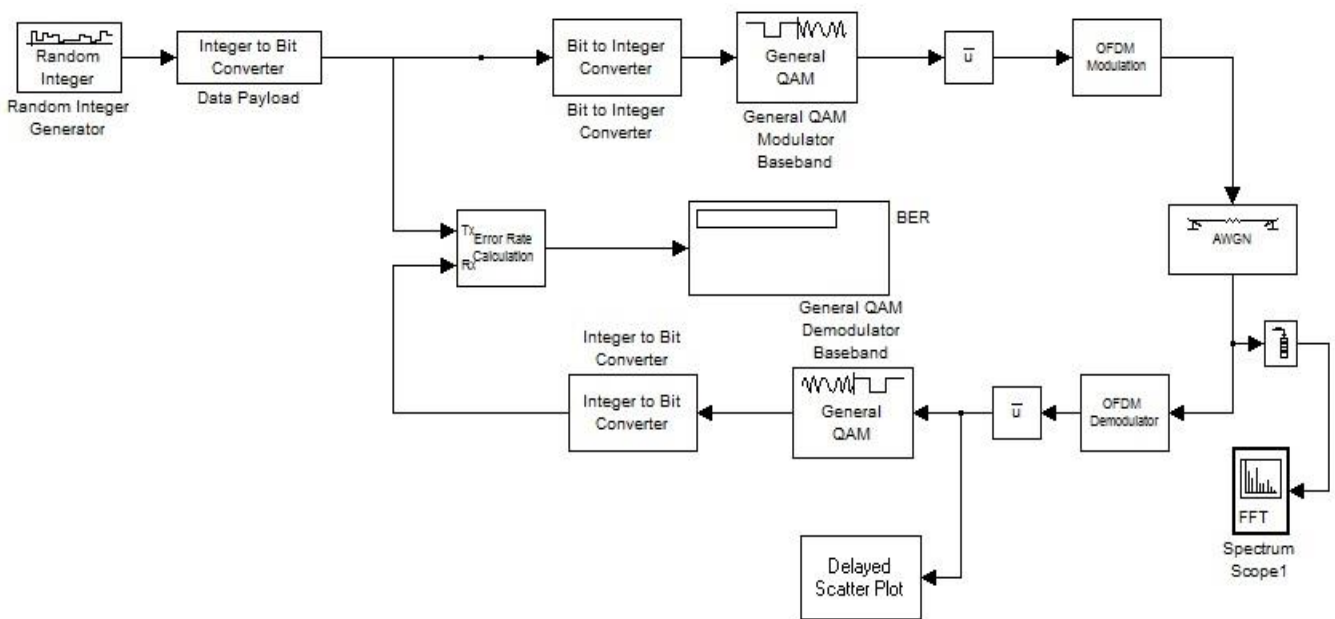 Random
Integer
Random Integer
Generator
Integer to Bit
Converter
Data Payload
Bit to Integer
Converter
Bit to Integer
Converter
General
QAM
General QAM
Modulator
Baseband
u
OFDM
Modulation
AWGN
Tx
Rx
Error Rate
Calculation
BER
General QAM
Demodulator
Baseband
Integer to Bit
Converter
Integer to Bit
Converter
General
QAM
u
OFDM
Demodulator
FFT
Spectrum
Scope1
Delayed
Scatter Plot